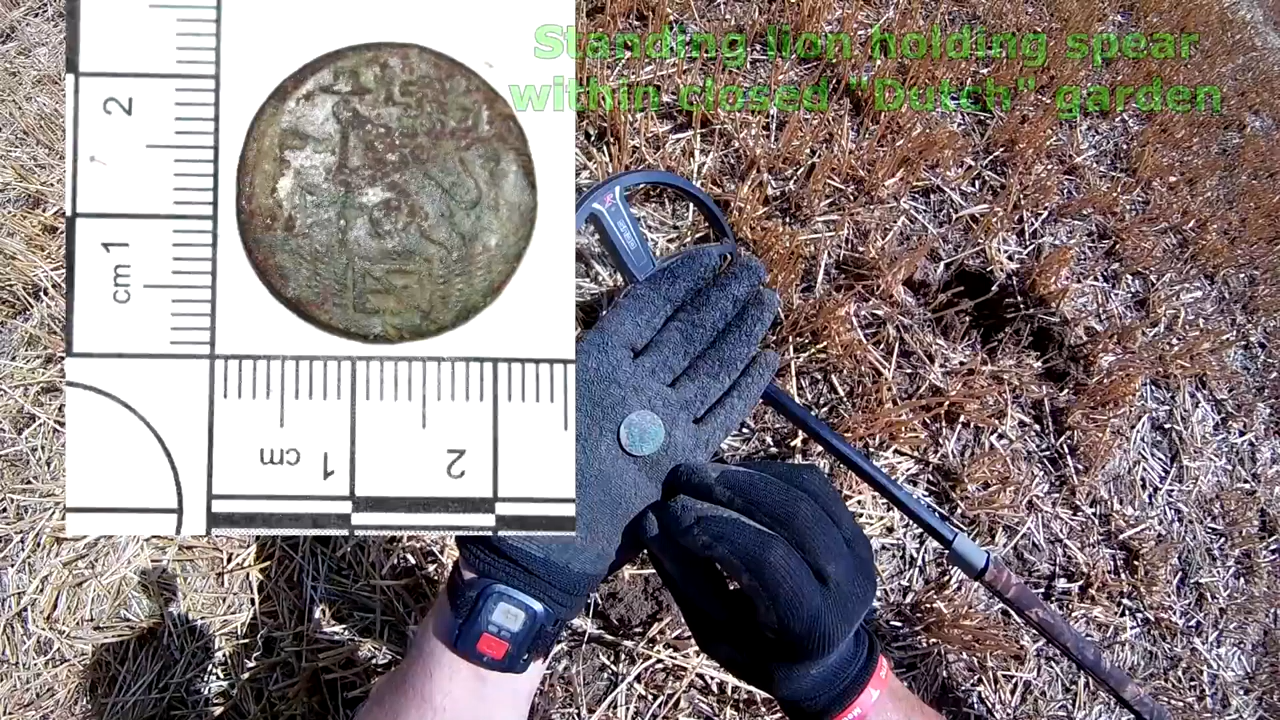 Standing lion holding spear
within closed "Dutch" garden
2
cm 1
1 cm
2